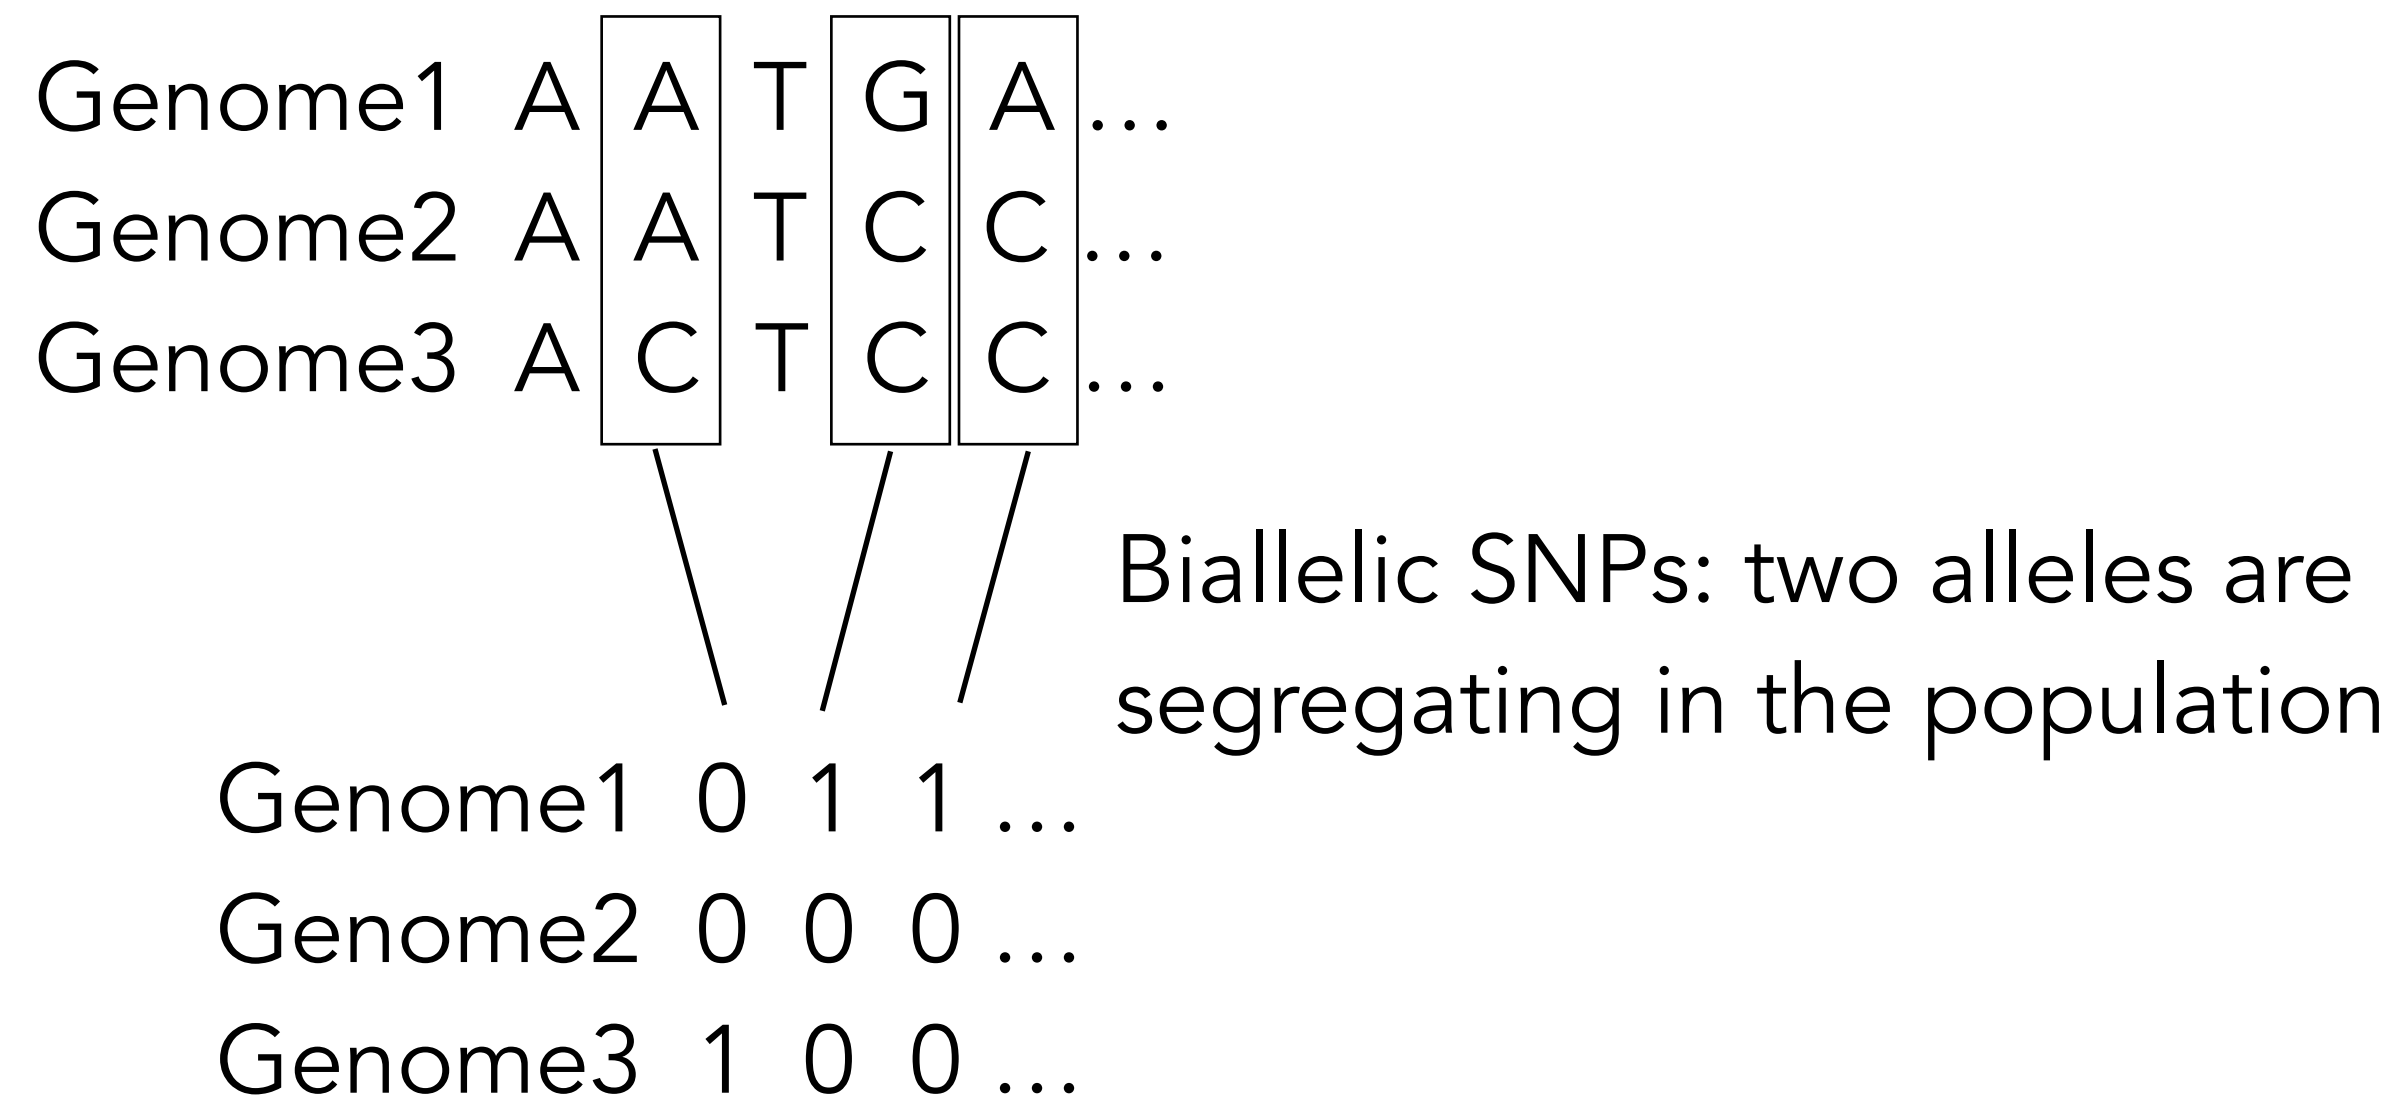 Genome1 A A T G A ...
Genome2 A A T C C ...
Genome3 A C T C C ...
Biallelic SNPs: two alleles are
segregating in the population
Genome1 0 1 1 ...
Genome2 0 0 0 ...
Genome3 1 0 0 ...